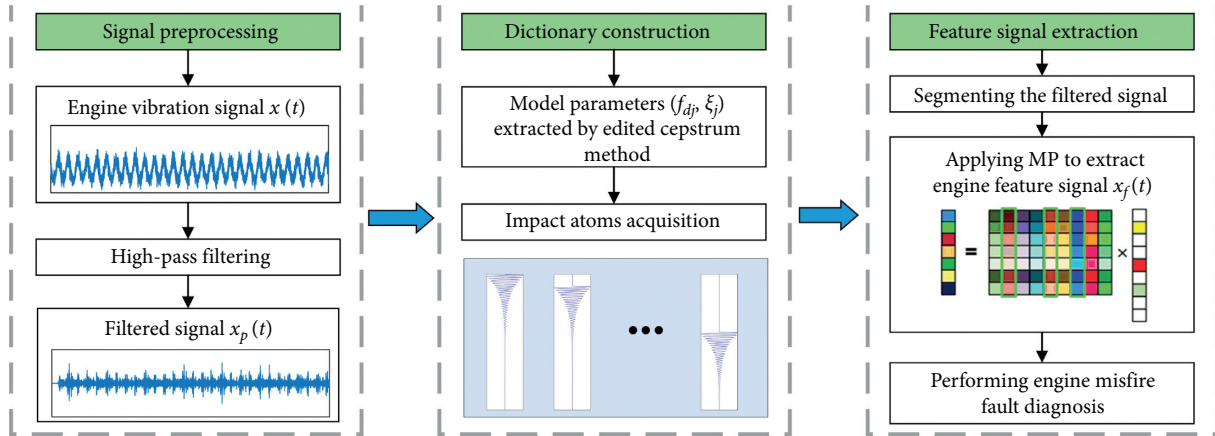 Signal preprocessing
Engine vibration signal x (t)
High-pass filtering
Filtered signal x_p (t)
Dictionary construction
Model parameters (f_dj, ξ_j)
extracted by edited cepstrum
method
Impact atoms acquisition
•••
Feature signal extraction
Segmenting the filtered signal
Applying MP to extract
engine feature signal x_f (t)
= ×
Performing engine misfire
fault diagnosis